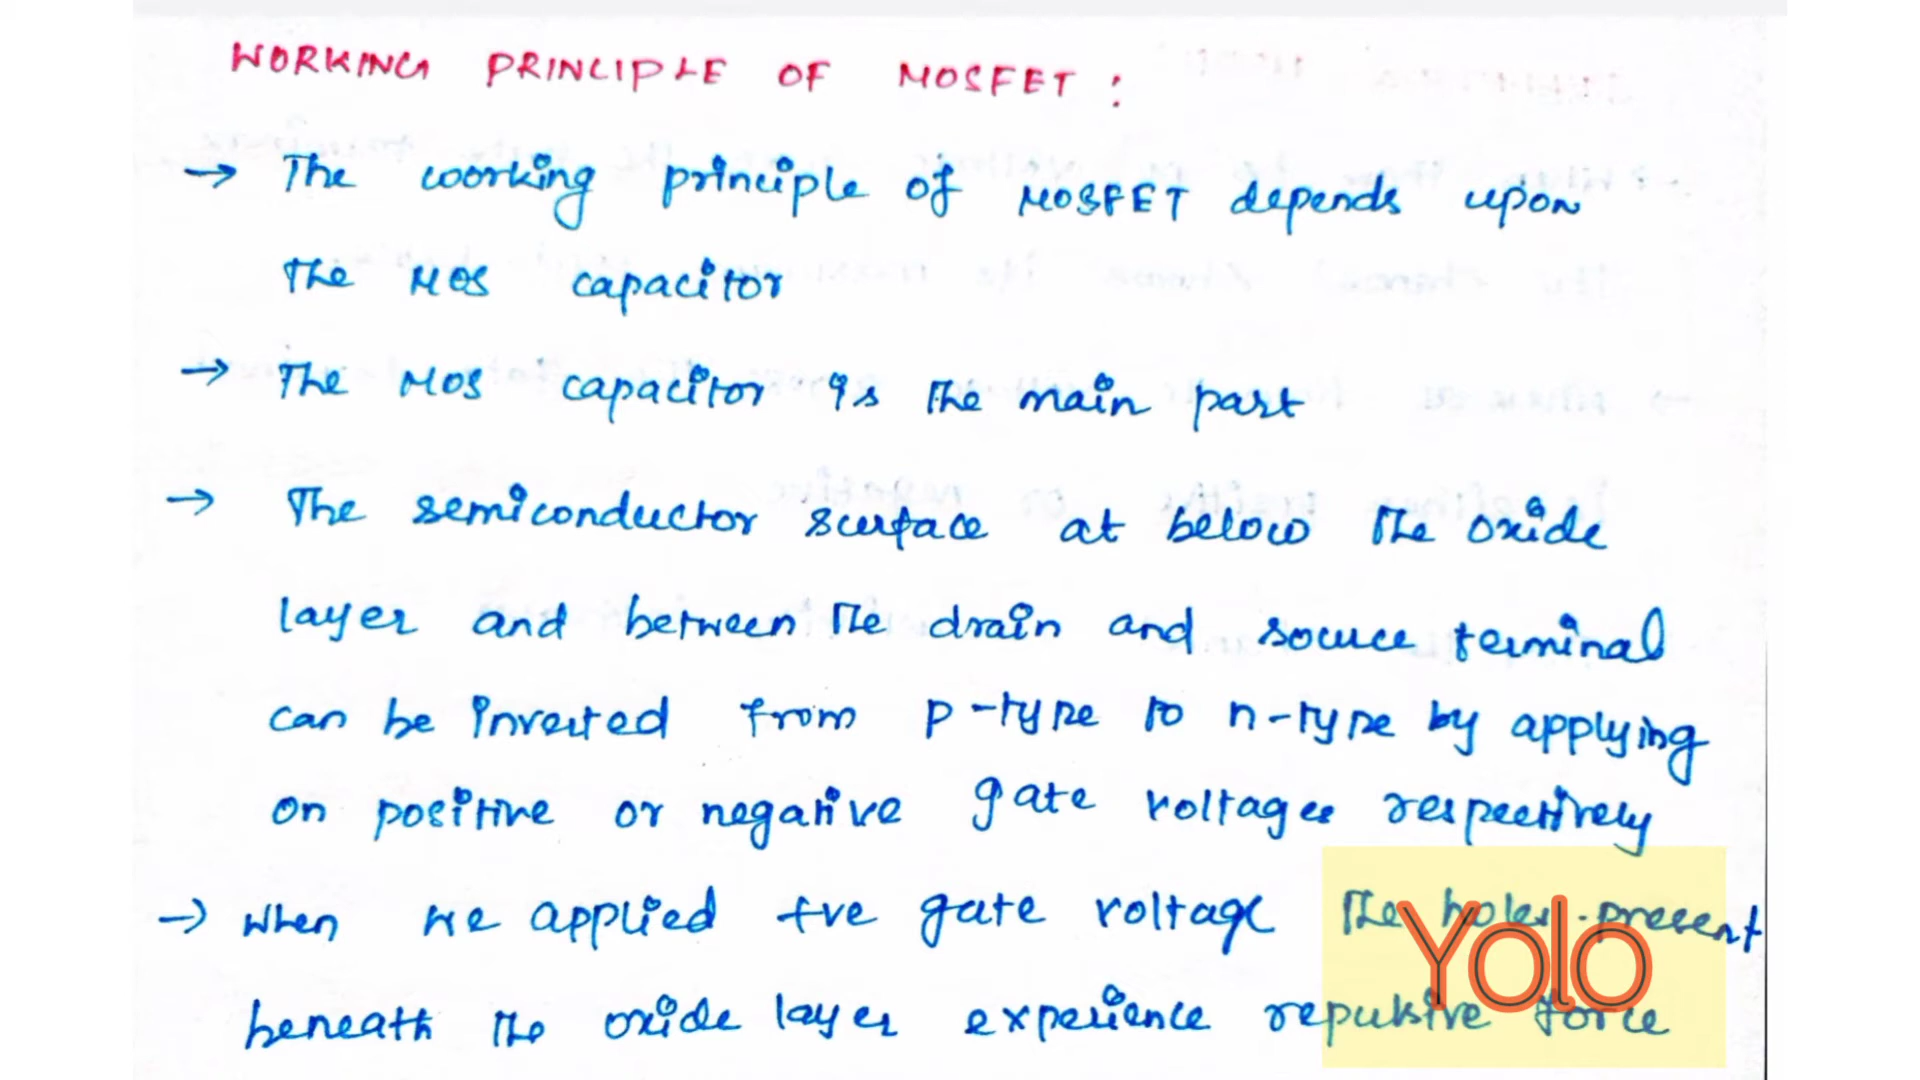 WORKING PRINCIPLE OF MOSFET :
→ The working principle of MOSFET depends upon
the MOS capacitor
→ The MOS capacitor is the main part
→ The semiconductor surface at below the oxide
layer and between the drain and source terminal
can be inverted from p-type to n-type by applying
on positive or negative gate voltages respectively
→ When we applied +ve gate voltage the holes present
beneath the oxide layer experience repulsive force
Yolo